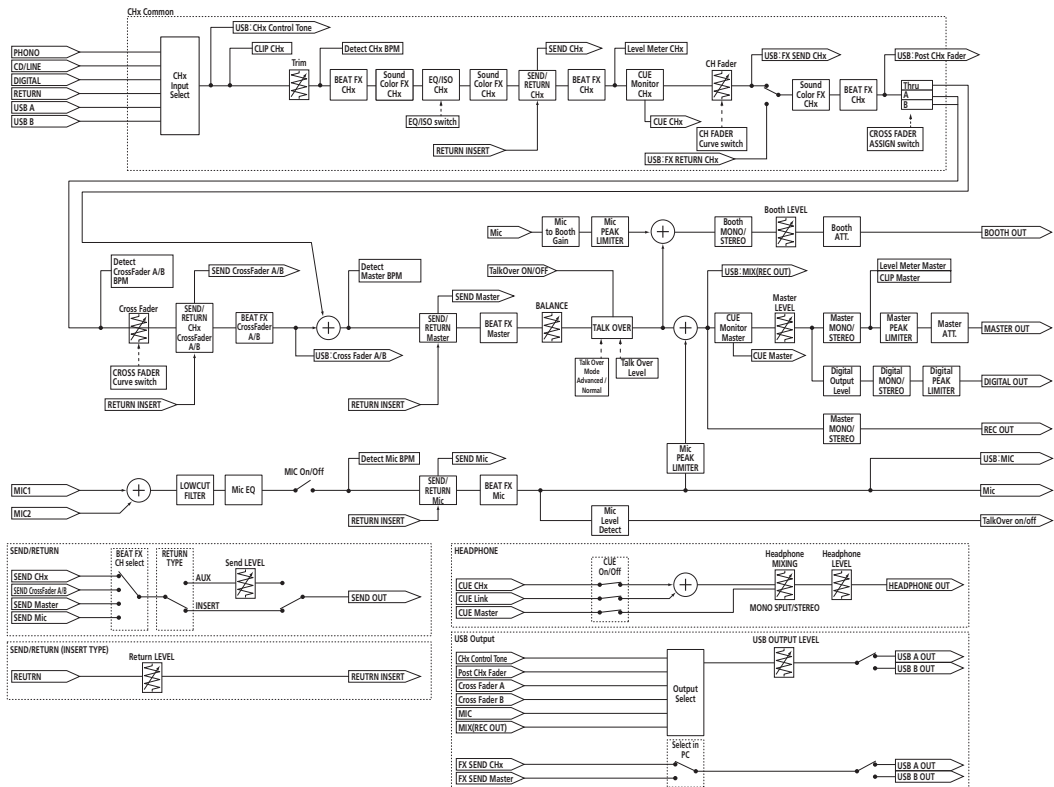 CHx Common
USB: CHx Control Tone
CLIP CHx
Trim
Detect CHx BPM
SEND CHx
Level Meter CHx
USB: FX SEND CHx
USB: Post CHx Fader
PHONO
CD/LINE
DIGITAL
RETURN
USB A
USB B
CHx
Input
Select
BEAT FX
CHx
Sound
Color FX
CHx
EQ/ISO
CHx
Sound
Color FX
CHx
SEND/
RETURN
CHx
BEAT FX
CHx
CUE
Monitor
CHx
CH Fader
Sound
Color FX
CHx
BEAT FX
CHx
Thru
A
B
EQ/ISO switch
RETURN INSERT
CUE CHx
CH FADER
Curve switch
USB: FX RETURN CHx
CROSS FADER
ASSIGN switch
Mic
Mic
to Booth
Gain
Mic
PEAK
LIMITER
Booth
MONO/
STEREO
Booth LEVEL
Booth
ATT.
BOOTH OUT
Detect
CrossFader A/B
BPM
SEND CrossFader A/B
Detect
Master BPM
TalkOver ON/OFF
USB: MIX(REC OUT)
Level Meter Master
CLIP Master
Cross Fader
SEND/
RETURN
CHx
CrossFader
A/B
BEAT FX
CrossFader
A/B
USB: Cross Fader A/B
SEND Master
SEND/
RETURN
Master
BEAT FX
Master
BALANCE
TALK OVER
CUE
Monitor
Master
Master
LEVEL
Master
MONO/
STEREO
Master
PEAK
LIMITER
Master
ATT.
MASTER OUT
CROSS FADER
Curve switch
RETURN INSERT
RETURN INSERT
Talk Over
Mode
Advanced /
Normal
Talk Over
Level
CUE Master
Digital
Output
Level
Digital
MONO/
STEREO
Digital
PEAK
LIMITER
DIGITAL OUT
Master
MONO/
STEREO
REC OUT
Mic
PEAK
LIMITER
USB: MIC
MIC1
MIC2
LOWCUT
FILTER
Mic EQ
MIC On/Off
Detect Mic BPM
SEND Mic
SEND/
RETURN
Mic
BEAT FX
Mic
RETURN INSERT
Mic
Mic
Level
Detect
TalkOver on/off
SEND/RETURN
BEAT FX
CH select
RETURN
TYPE
SEND CHx
SEND CrossFader A/B
SEND Master
SEND Mic
AUX
INSERT
Send LEVEL
SEND OUT
SEND/RETURN (INSERT TYPE)
Return LEVEL
REUTRN
REUTRN INSERT
HEADPHONE
CUE
On/Off
CUE CHx
CUE Link
CUE Master
Headphone
MIXING
Headphone
LEVEL
MONO SPLIT/STEREO
HEADPHONE OUT
USB Output
CHx Control Tone
Post CHx Fader
Cross Fader A
Cross Fader B
MIC
MIX(REC OUT)
Output
Select
USB OUTPUT LEVEL
USB A OUT
USB B OUT
Select in
PC
FX SEND CHx
FX SEND Master
USB A OUT
USB B OUT